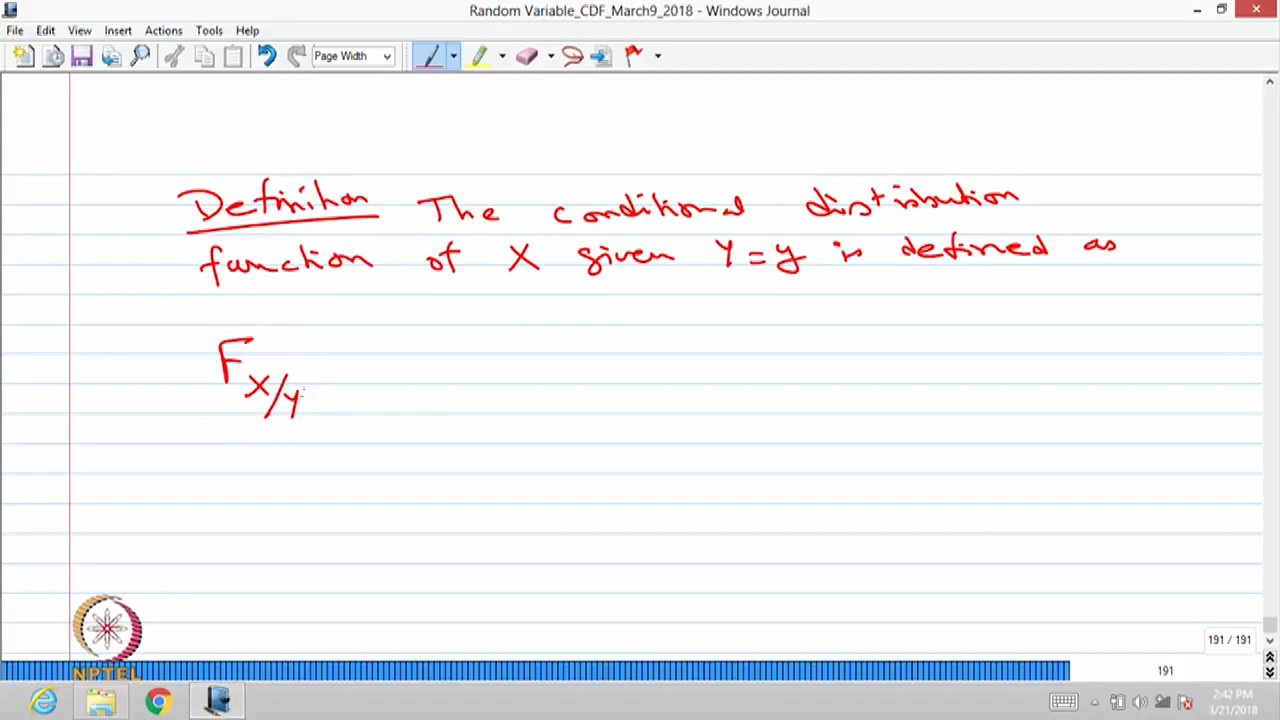 Random Variable_CDF_March9_2018 - Windows Journal
File Edit View Insert Actions Tools Help
Page Width
Definition The conditional distribution
function of X given Y = y is defined as
F X/Y
191 / 191
NPTEL
191
2:42 PM
3/21/2018